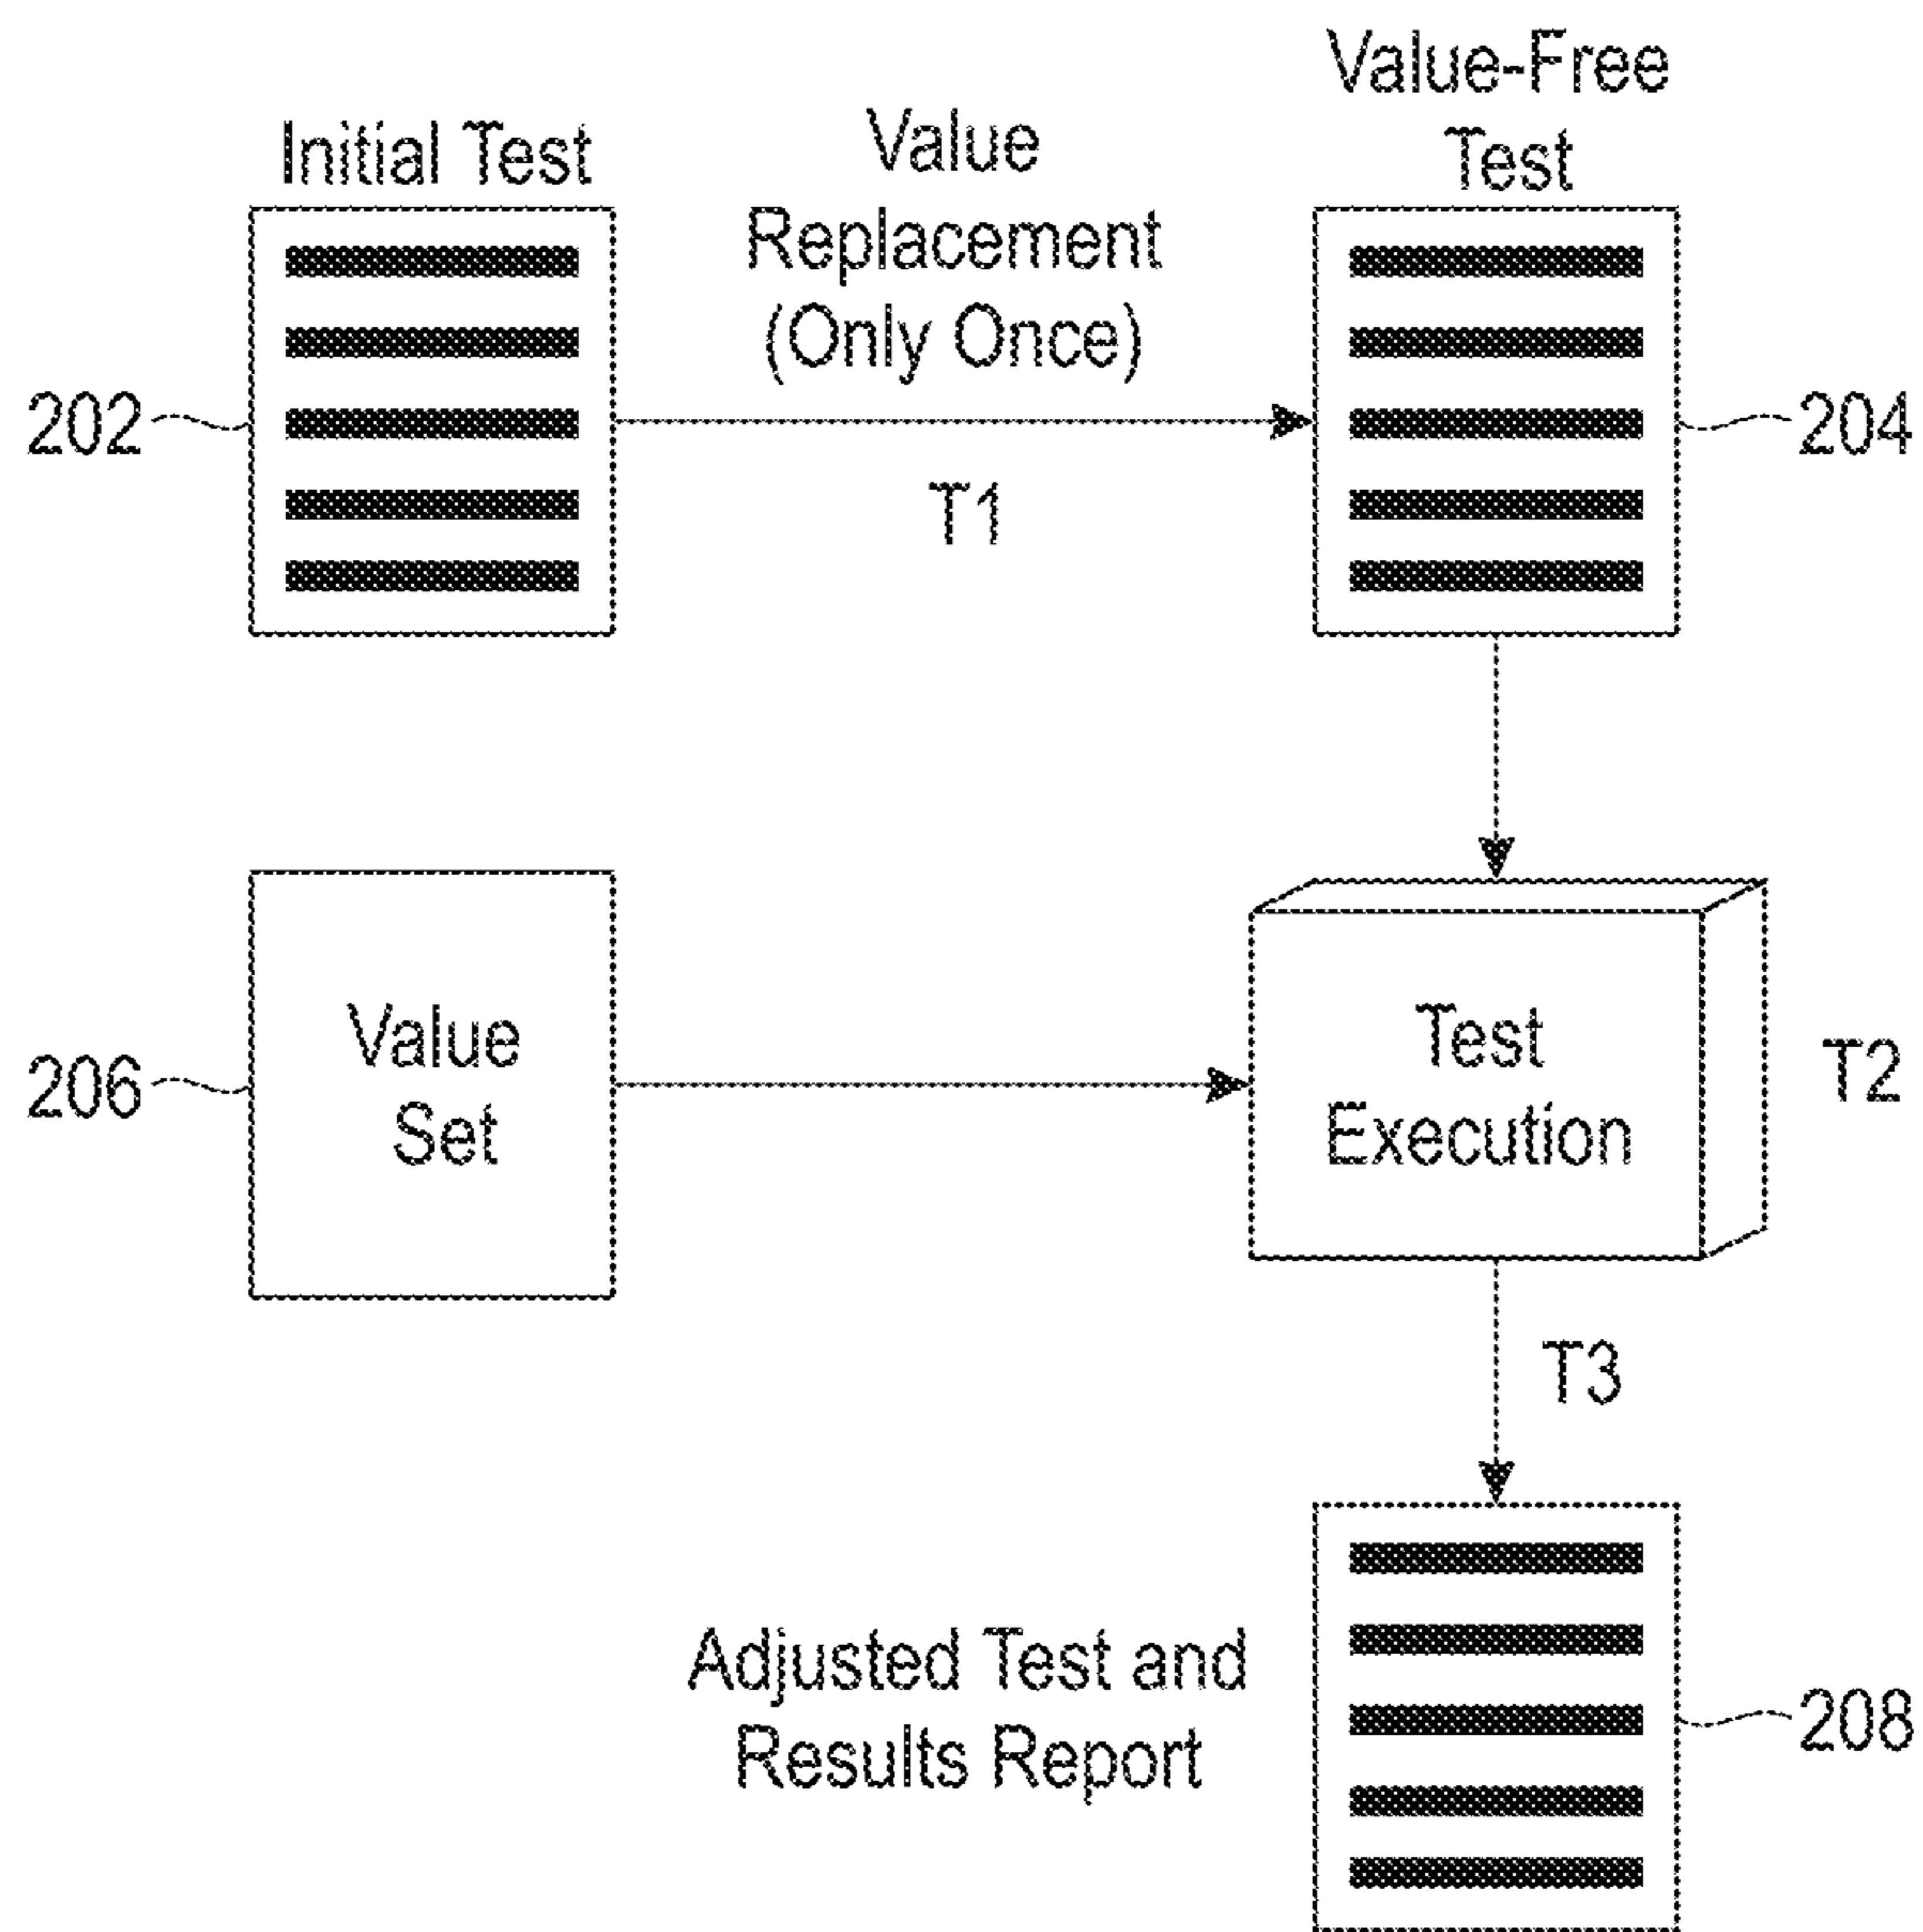 Initial Test
Value
Replacement
(Only Once)
Value-Free
Test
202
T1
204
206
Value
Set
Test
Execution
T2
T3
Adjusted Test and
Results Report
208